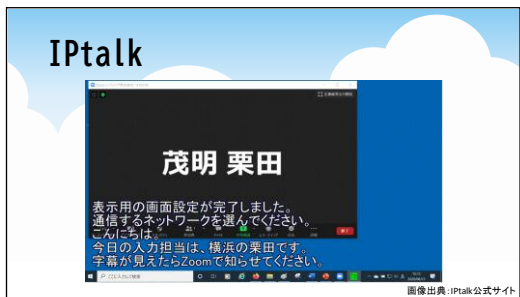 IPtalk
茂明 栗田
表示用の画面設定が完了しました。
通信するネットワークを選んでください。
こんにちは。
今日の入力担当は、横浜の栗田です。
字幕が見えたらZoomで知らせてください。
終了
画像出典：IPtalk公式サイト